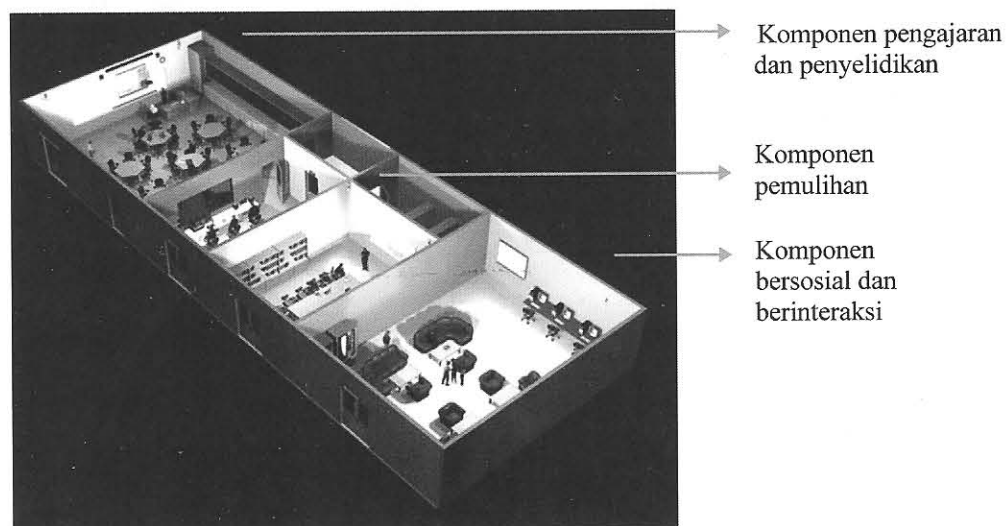 Komponen pengajaran
dan penyelidikan
Komponen
pemulihan
Komponen
bersosial dan
berinteraksi